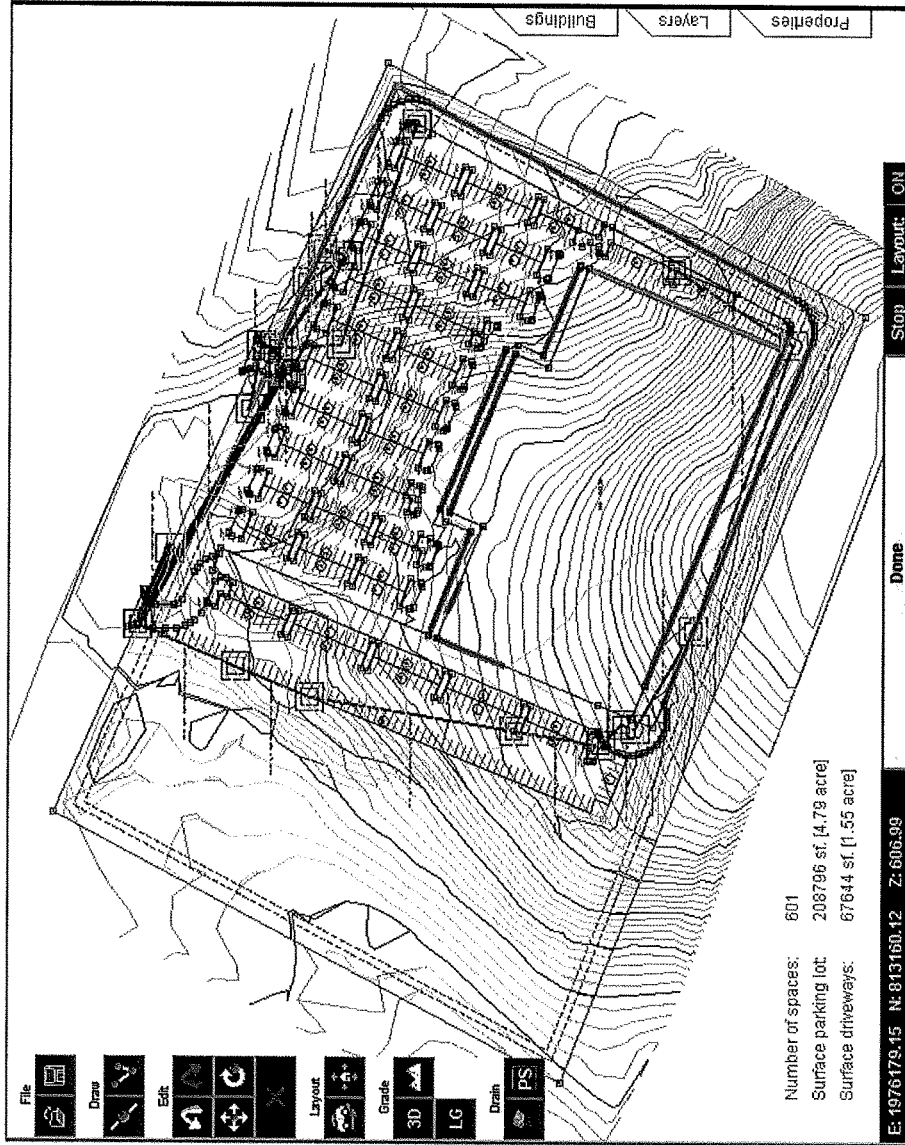 File
Draw
Edit
Layout
Grade
3D
LG
Drain
PS
Buildings
Layers
Properties
Number of spaces: 601
Surface parking lot: 208796 sf. [4.79 acre]
Surface driveways: 67644 sf. [1.55 acre]
E: 1976179.15 N: 813160.12 Z: 606.99
Done
Stop
Layout:
ON